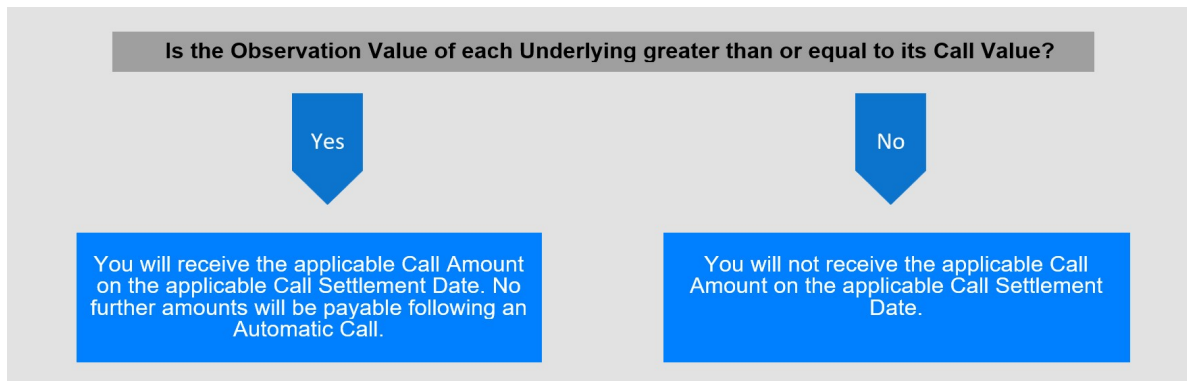 Is the Observation Value of each Underlying greater than or equal to its Call Value?
Yes
No
You will receive the applicable Call Amount
on the applicable Call Settlement Date. No
further amounts will be payable following an
Automatic Call.
You will not receive the applicable Call
Amount on the applicable Call Settlement
Date.